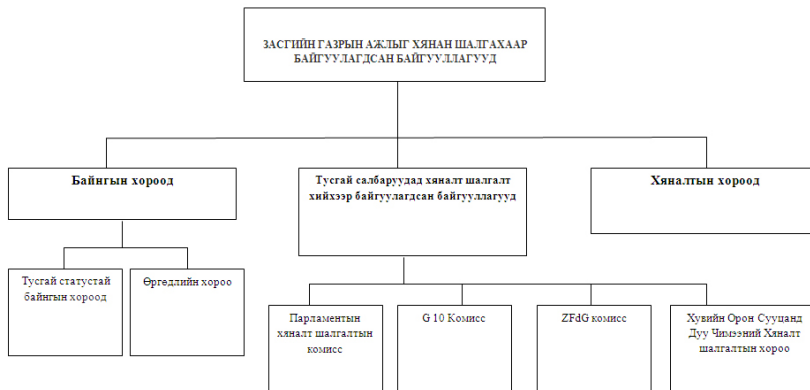 ЗАСГИЙН ГАЗРЫН АЖЛЫГ ХЯНАН ШАЛГАХААР
БАЙГУУЛАГДСАН БАЙГУУЛЛАГУУД
Байнгын хороод
Тусгай салбаруудад хяналт шалгалт
хийхээр байгуулагдсан байгууллагууд
Хяналтын хороод
Тусгай статустай
байнгын хороод
Өргөдлийн хороо
Парламентын
хяналт шалгалтын
комисс
G 10 Комисс
ZFdG комисс
Хувийн Орон Сууцанд
Дуу Чимээний Хяналт
шалгалтын хороо